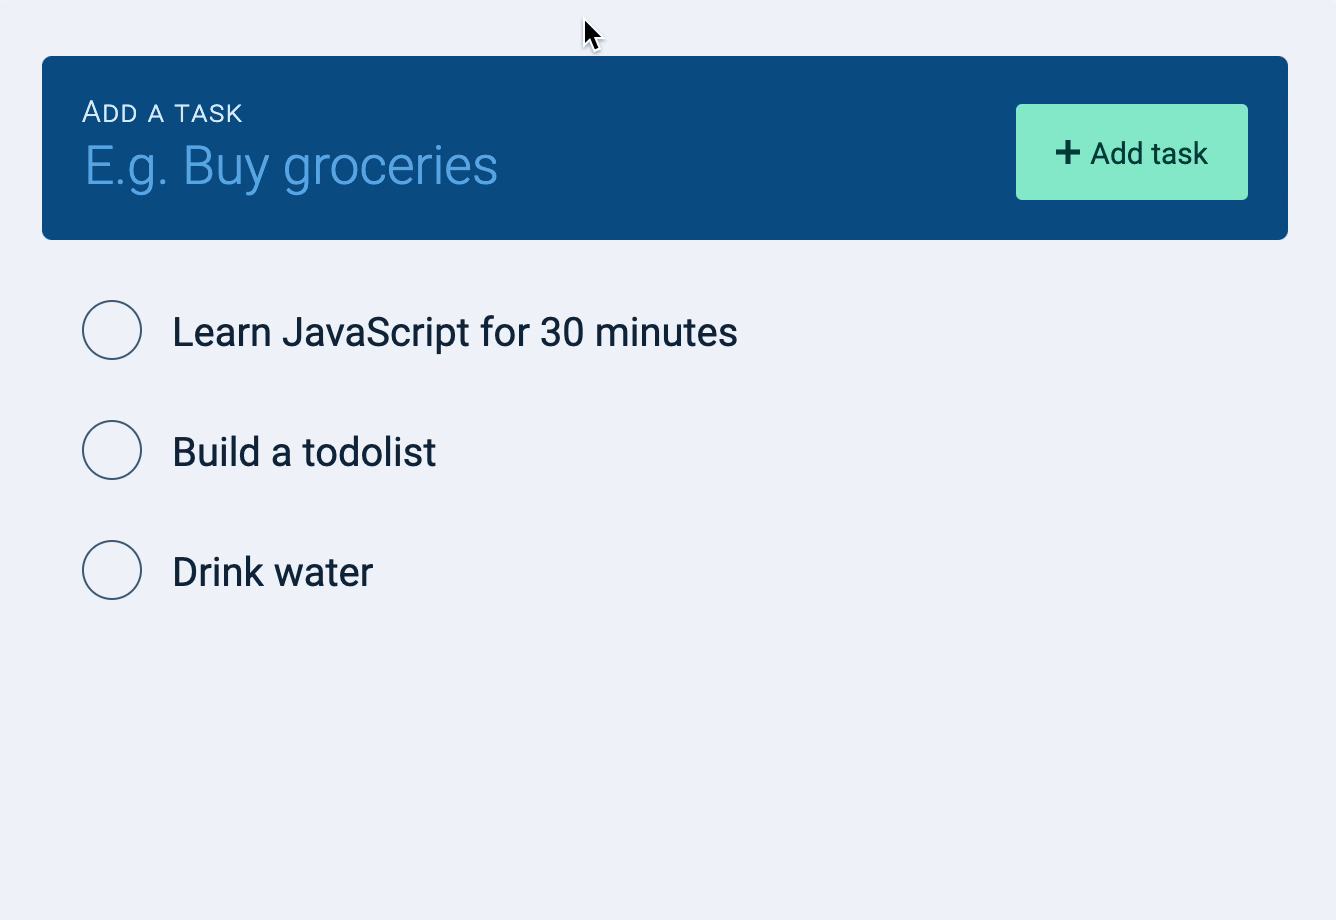 Add a task
E.g. Buy groceries
+ Add task
Learn JavaScript for 30 minutes
Build a todolist
Drink water